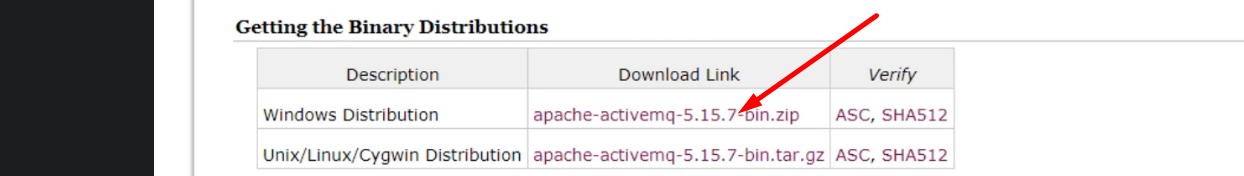 Getting the Binary Distributions
Description Download Link Verify
Windows Distribution apache-activemq-5.15.7-bin.zip ASC, SHA512
Unix/Linux/Cygwin Distribution apache-activemq-5.15.7-bin.tar.gz ASC, SHA512